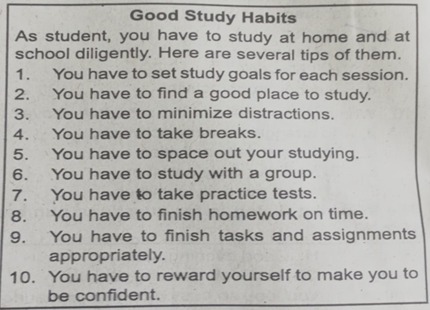 Good Study Habits
As student, you have to study at home and at
school diligently. Here are several tips of them.
1. You have to set study goals for each session.
2. You have to find a good place to study.
3. You have to minimize distractions.
4. You have to take breaks.
5. You have to space out your studying.
6. You have to study with a group.
7. You have to take practice tests.
8. You have to finish homework on time.
9. You have to finish tasks and assignments
appropriately.
10. You have to reward yourself to make you to
be confident.